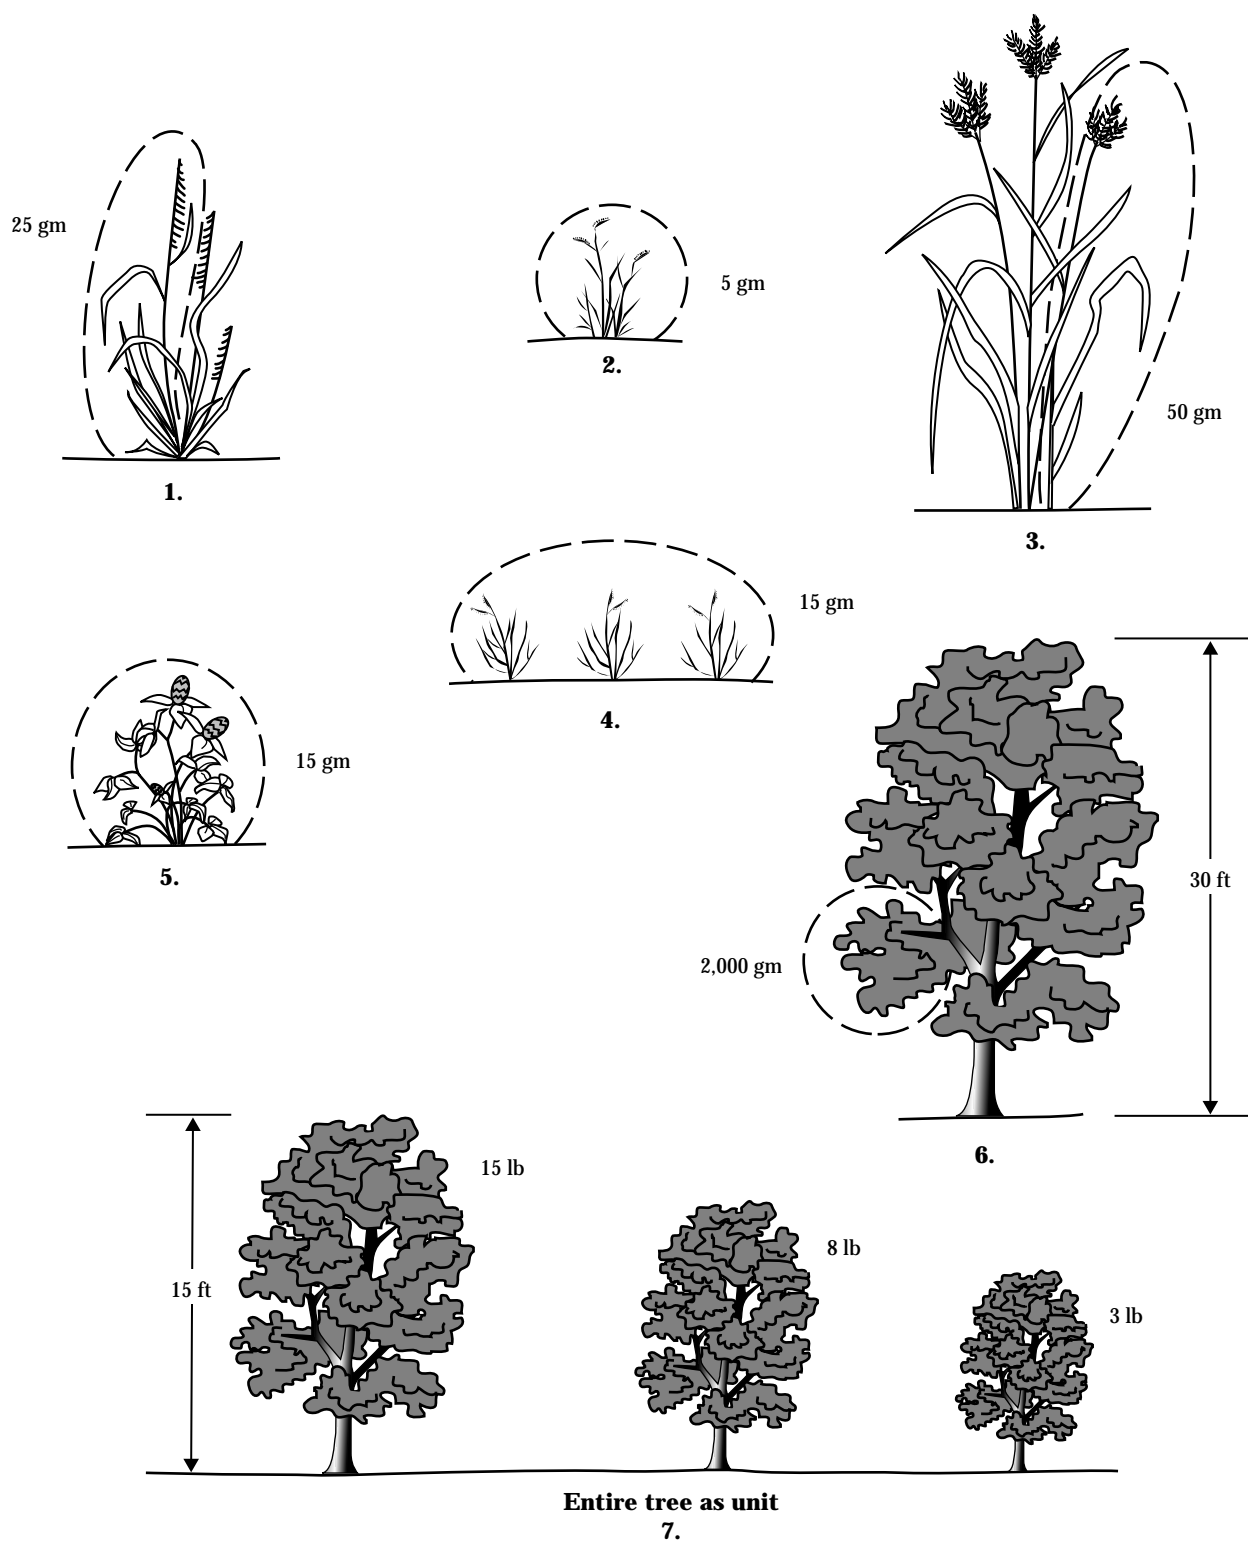 25 gm
1.
5 gm
2.
50 gm
3.
15 gm
4.
15 gm
5.
30 ft
2,000 gm
6.
15 ft
15 lb
8 lb
3 lb
Entire tree as unit
7.